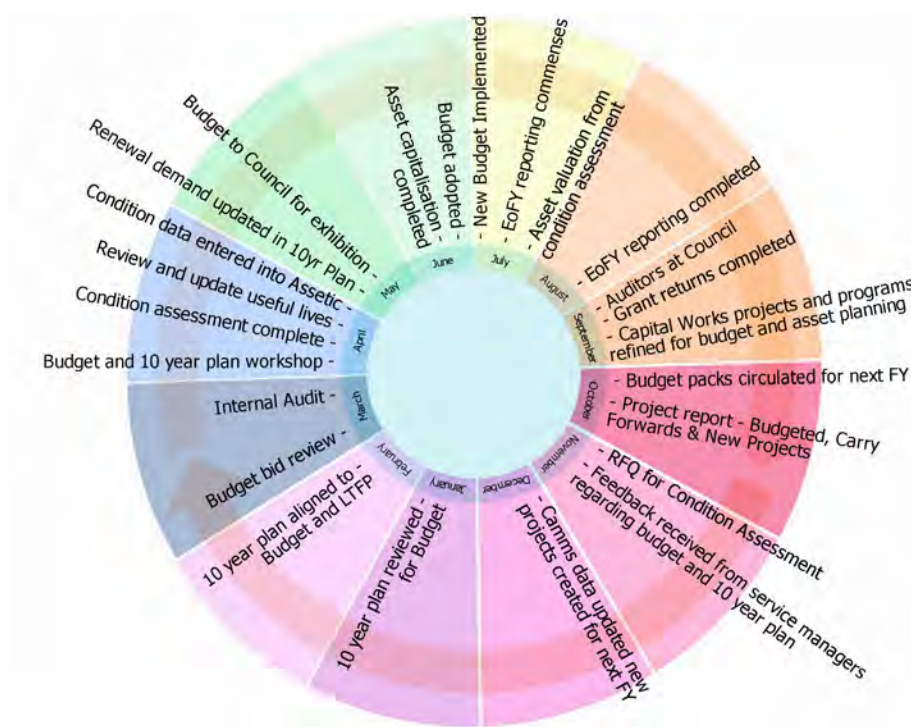 - New Budget Implemented
- EoFY reporting commenses
July
- Asset valuation from
condition assessment
- EoFY reporting completed
August
- Auditors at Council
- Grant returns completed
- Capital Works projects and programs
refined for budget and asset planning
September
- Budget packs circulated for next FY
- Project report - Budgeted, Carry
Forwards & New Projects
October
- RFQ for Condition Assessment
- Feedback received from service managers
regarding budget and 10 year plan
November
- Camms data updated new
projects created for next FY
December
10 year plan reviewed -
for Budget
January
10 year plan aligned to -
Budget and LTFP
February
Budget bid review -
Internal Audit -
March
Budget and 10 year plan workshop -
Condition assessment complete -
Review and update useful lives -
Condition data entered into Assetic -
April
Renewal demand updated in 10yr Plan -
Budget to Council for exhibition -
May
Asset capitalisation -
completed
Budget adopted -
June